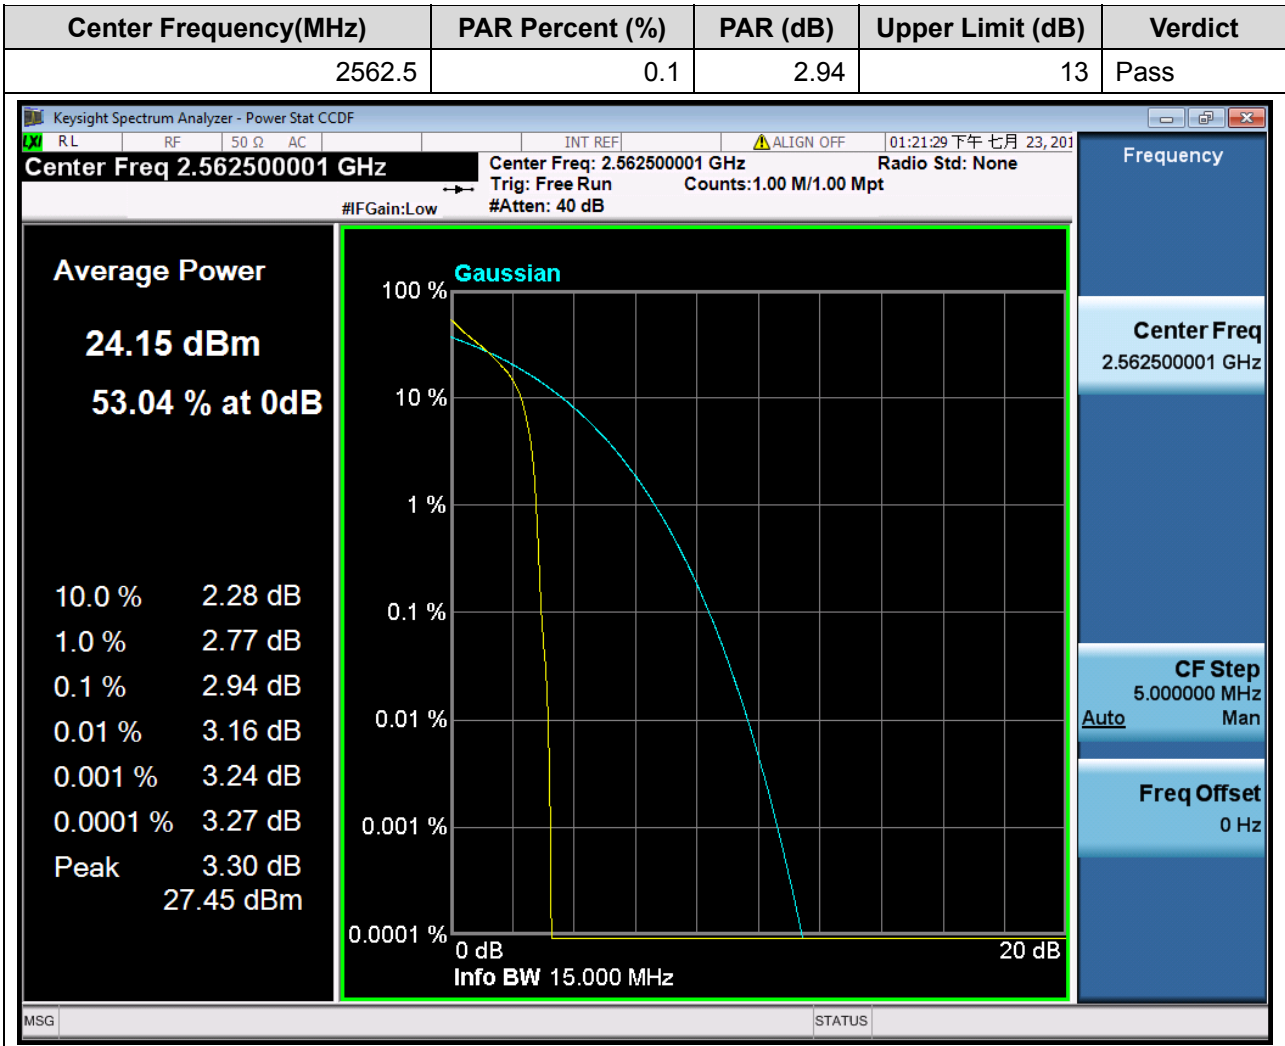 Center Frequency(MHz) PAR Percent (%) PAR (dB) Upper Limit (dB) Verdict
2562.5 0.1 2.94 13 Pass
Keysight Spectrum Analyzer - Power Stat CCDF
LXI RL RF 50 Ω AC INT REF ALIGN OFF 01:21:29 下午 七月 23, 201
Center Freq 2.562500001 GHz
Center Freq: 2.562500001 GHz Radio Std: None
Trig: Free Run Counts:1.00 M/1.00 Mpt
#IFGain:Low #Atten: 40 dB
Frequency
Average Power
24.15 dBm
53.04 % at 0dB
10.0 % 2.28 dB
1.0 % 2.77 dB
0.1 % 2.94 dB
0.01 % 3.16 dB
0.001 % 3.24 dB
0.0001 % 3.27 dB
Peak 3.30 dB
27.45 dBm
Gaussian
100 %
10 %
1 %
0.1 %
0.01 %
0.001 %
0.0001 %
0 dB 20 dB
Info BW 15.000 MHz
Center Freq
2.562500001 GHz
CF Step
5.000000 MHz
Auto Man
Freq Offset
0 Hz
MSG STATUS